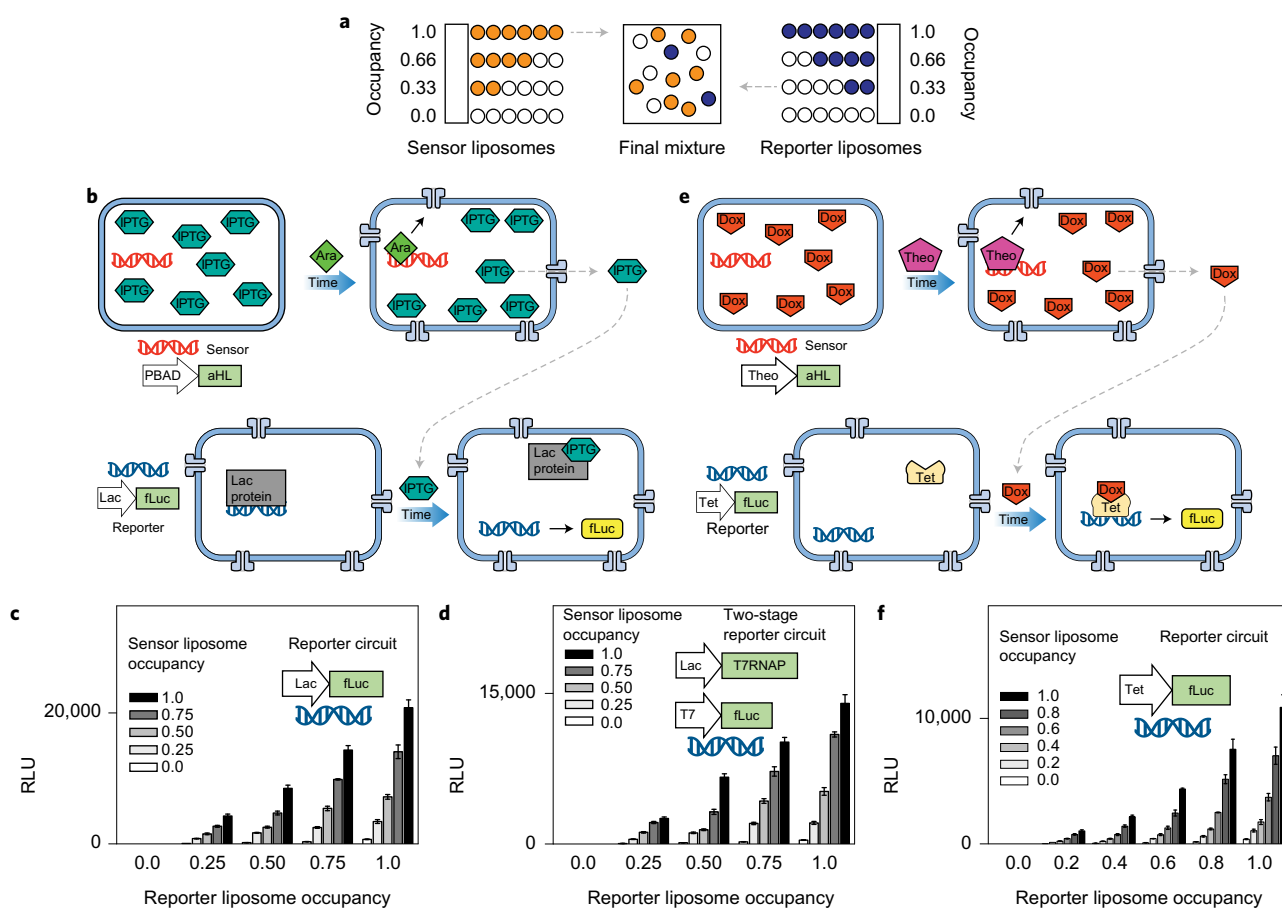 a
Occupancy
1.0
0.66
0.33
0.0
Sensor liposomes
Final mixture
1.0
0.66
0.33
0.0
Occupancy
Reporter liposomes
b
IPTG
IPTG
IPTG
IPTG
IPTG
IPTG
IPTG
Ara
Time
Ara
IPTG
IPTG
IPTG
IPTG
IPTG
IPTG
IPTG
IPTG
Sensor
PBAD
aHL
Lac
fLuc
Reporter
Lac
protein
IPTG
Time
Lac
protein
IPTG
fLuc
e
Dox
Dox
Dox
Dox
Dox
Dox
Dox
Theo
Time
Theo
Dox
Dox
Dox
Dox
Dox
Dox
Dox
Dox
Sensor
Theo
aHL
Tet
fLuc
Reporter
Tet
Dox
Time
Dox
Tet
fLuc
c
Sensor liposome
occupancy
1.0
0.75
0.50
0.25
0.0
Reporter circuit
Lac
fLuc
20,000
0
RLU
0.0
0.25
0.50
0.75
1.0
Reporter liposome occupancy
d
Sensor liposome
occupancy
1.0
0.75
0.50
0.25
0.0
Two-stage
reporter circuit
Lac
T7RNAP
T7
fLuc
15,000
0
RLU
0.0
0.25
0.50
0.75
1.0
Reporter liposome occupancy
f
Sensor liposome
occupancy
1.0
0.8
0.6
0.4
0.2
0.0
Reporter circuit
Tet
fLuc
10,000
0
RLU
0.0
0.2
0.4
0.6
0.8
1.0
Reporter liposome occupancy